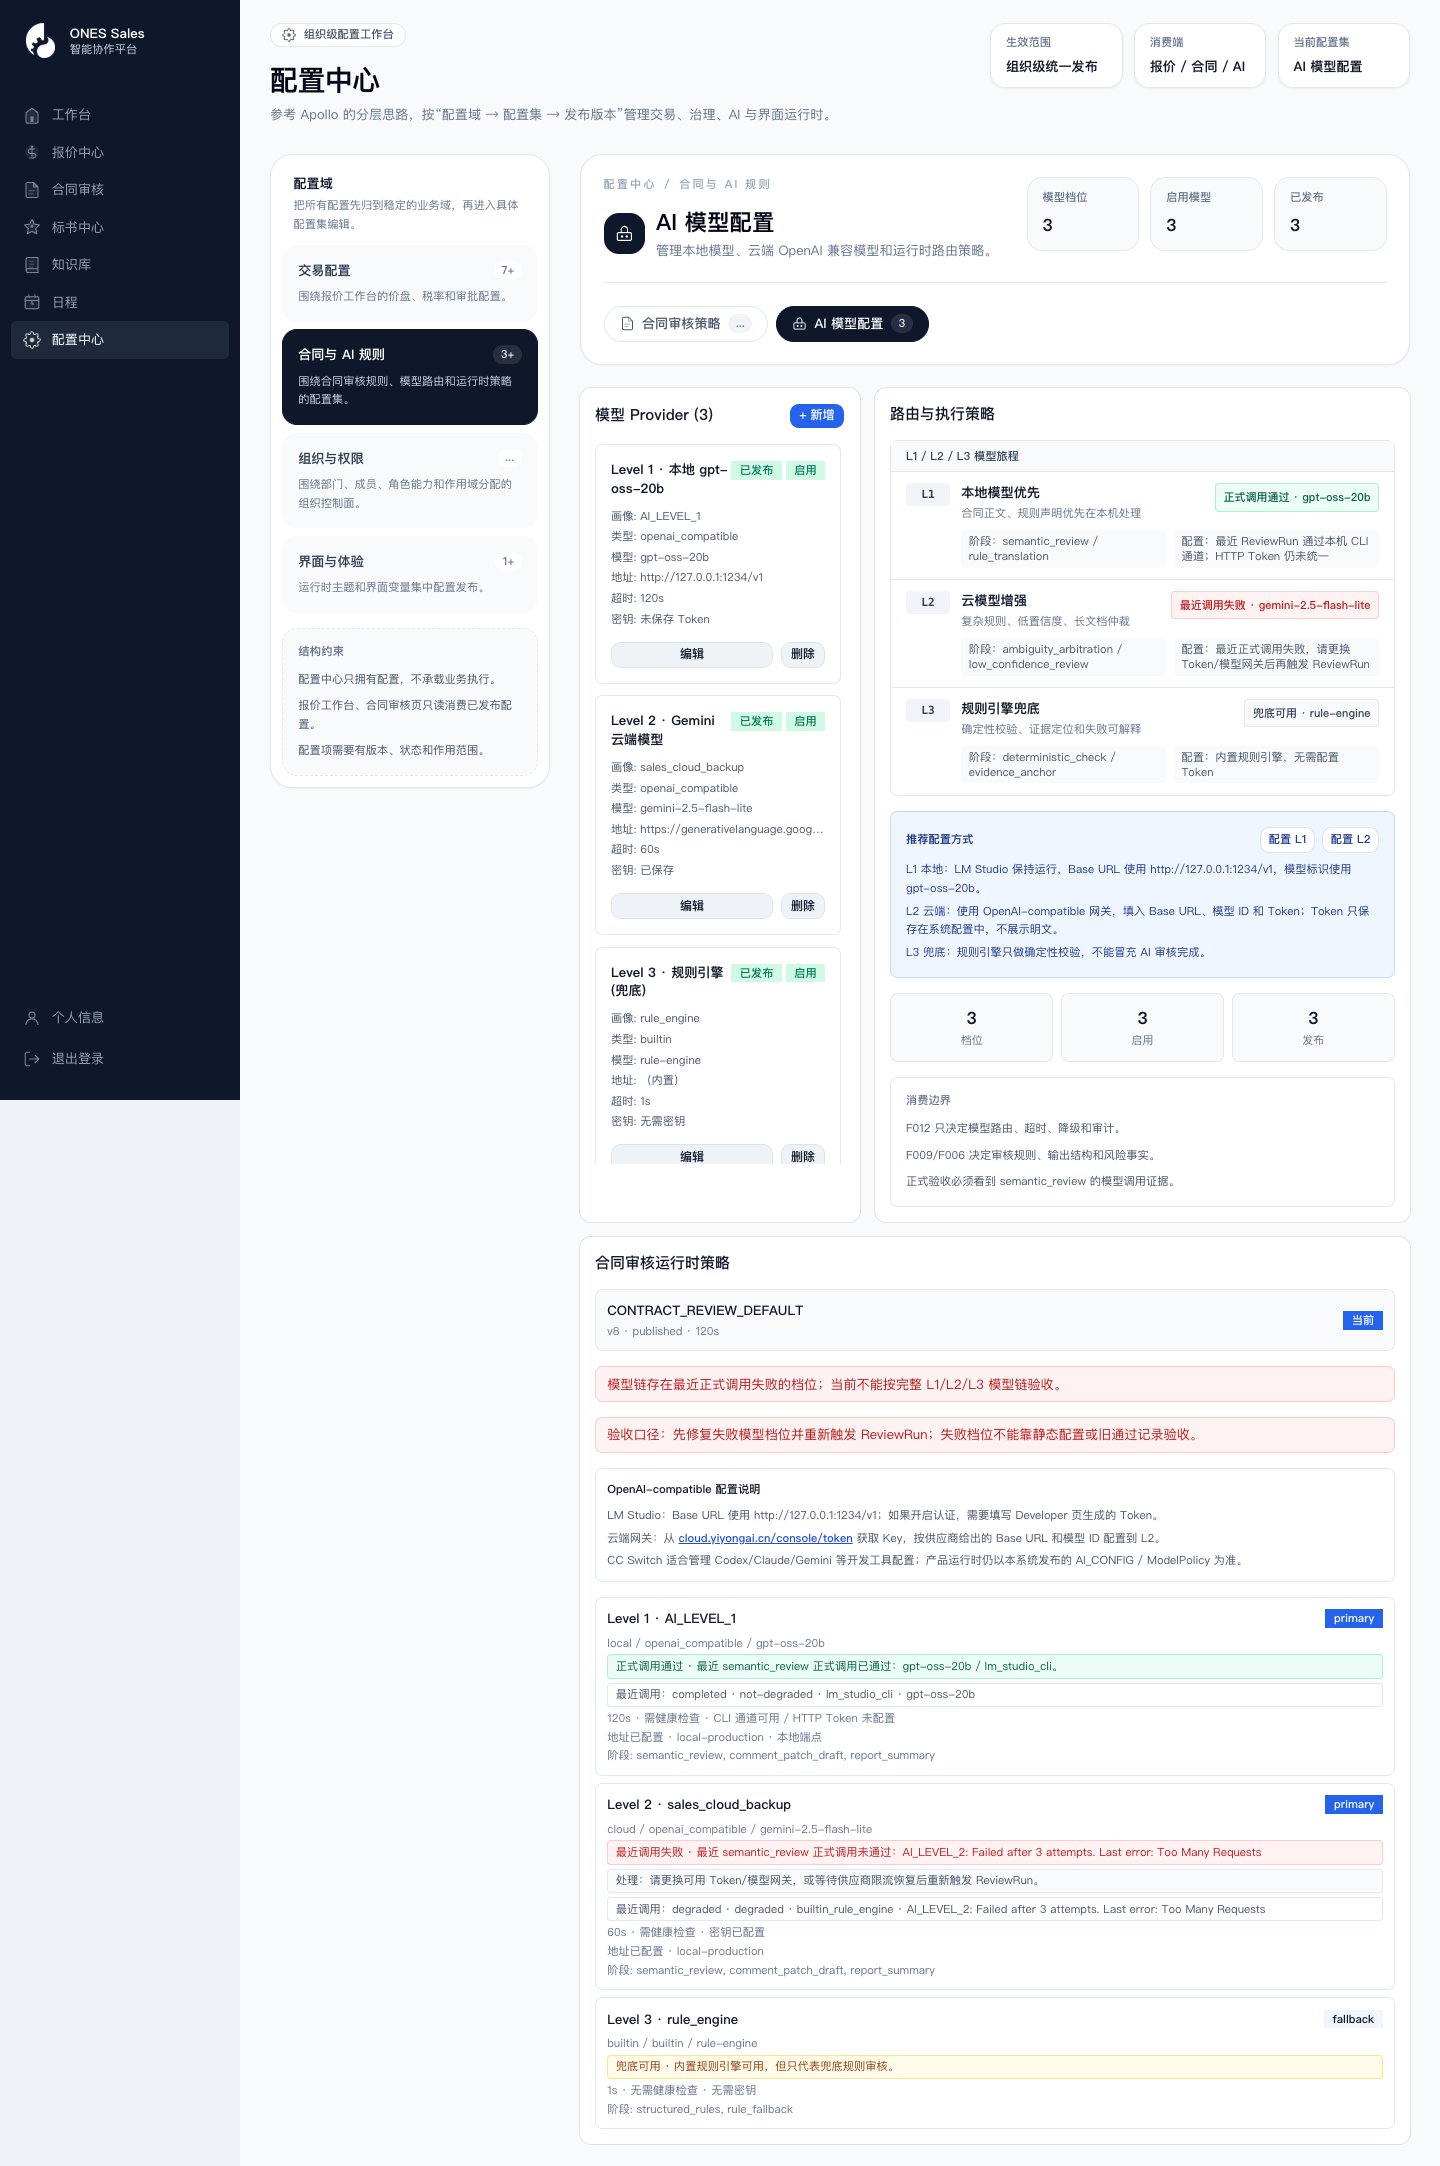 ONES Sales
智能协作平台
工作台
报价中心
合同审核
标书中心
知识库
日程
配置中心
个人信息
退出登录
组织级配置工作台
配置中心
参考 Apollo 的分层思路，按“配置域 → 配置集 → 发布版本”管理交易、治理、AI 与界面运行时。
生效范围
组织级统一发布
消费端
报价 / 合同 / AI
当前配置集
AI 模型配置
配置域
把所有配置先归到稳定的业务域，再进入具体
配置集编辑。
交易配置
7+
围绕报价工作台的价盘、税率和审批配置。
合同与 AI 规则
3+
围绕合同审核规则、模型路由和运行时策略
的配置集。
组织与权限
...
围绕部门、成员、角色能力和作用域分配的
组织控制面。
界面与体验
1+
运行时主题和界面变量集中配置发布。
结构约束
配置中心只拥有配置，不承载业务执行。
报价工作台、合同审核页只读消费已发布配
置。
配置项需要有版本、状态和作用范围。
配置中心 / 合同与 AI 规则
AI 模型配置
管理本地模型、云端 OpenAI 兼容模型和运行时路由策略。
模型档位
3
启用模型
3
已发布
3
合同审核策略 ...
AI 模型配置 3
模型 Provider (3)
+ 新增
Level 1 · 本地 gpt-
oss-20b
已发布
启用
画像: AI_LEVEL_1
类型: openai_compatible
模型: gpt-oss-20b
地址: http://127.0.0.1:1234/v1
超时: 120s
密钥: 未保存 Token
编辑
删除
Level 2 · Gemini
云端模型
已发布
启用
画像: sales_cloud_backup
类型: openai_compatible
模型: gemini-2.5-flash-lite
地址: https://generativelanguage.goog...
超时: 60s
密钥: 已保存
编辑
删除
Level 3 · 规则引擎
(兜底)
已发布
启用
画像: rule_engine
类型: builtin
模型: rule-engine
地址: （内置）
超时: 1s
密钥: 无需密钥
编辑
删除
路由与执行策略
L1 / L2 / L3 模型旅程
L1
本地模型优先
合同正文、规则声明优先在本机处理
正式调用通过 · gpt-oss-20b
阶段：semantic_review /
rule_translation
配置：最近 ReviewRun 通过本机 CLI
通道；HTTP Token 仍未统一
L2
云模型增强
复杂规则、低置信度、长文档仲裁
最近调用失败 · gemini-2.5-flash-lite
阶段：ambiguity_arbitration /
low_confidence_review
配置：最近正式调用失败，请更换
Token/模型网关后再触发 ReviewRun
L3
规则引擎兜底
确定性校验、证据定位和失败可解释
兜底可用 · rule-engine
阶段：deterministic_check /
evidence_anchor
配置：内置规则引擎，无需配置
Token
推荐配置方式
配置 L1
配置 L2
L1 本地：LM Studio 保持运行，Base URL 使用 http://127.0.0.1:1234/v1，模型标识使用
gpt-oss-20b。
L2 云端：使用 OpenAI-compatible 网关，填入 Base URL、模型 ID 和 Token；Token 只保
存在系统配置中，不展示明文。
L3 兜底：规则引擎只做确定性校验，不能冒充 AI 审核完成。
3
档位
3
启用
3
发布
消费边界
F012 只决定模型路由、超时、降级和审计。
F009/F006 决定审核规则、输出结构和风险事实。
正式验收必须看到 semantic_review 的模型调用证据。
合同审核运行时策略
CONTRACT_REVIEW_DEFAULT
v8 · published · 120s
当前
模型链存在最近正式调用失败的档位；当前不能按完整 L1/L2/L3 模型链验收。
验收口径：先修复失败模型档位并重新触发 ReviewRun；失败档位不能靠静态配置或旧通过记录验收。
OpenAI-compatible 配置说明
LM Studio：Base URL 使用 http://127.0.0.1:1234/v1；如果开启认证，需要填写 Developer 页生成的 Token。
云端网关：从 cloud.yiyongai.cn/console/token 获取 Key，按供应商给出的 Base URL 和模型 ID 配置到 L2。
CC Switch 适合管理 Codex/Claude/Gemini 等开发工具配置；产品运行时仍以本系统发布的 AI_CONFIG / ModelPolicy 为准。
Level 1 · AI_LEVEL_1
primary
local / openai_compatible / gpt-oss-20b
正式调用通过 · 最近 semantic_review 正式调用已通过：gpt-oss-20b / lm_studio_cli。
最近调用：completed · not-degraded · lm_studio_cli · gpt-oss-20b
120s · 需健康检查 · CLI 通道可用 / HTTP Token 未配置
地址已配置 · local-production · 本地端点
阶段: semantic_review, comment_patch_draft, report_summary
Level 2 · sales_cloud_backup
primary
cloud / openai_compatible / gemini-2.5-flash-lite
最近调用失败 · 最近 semantic_review 正式调用未通过：AI_LEVEL_2: Failed after 3 attempts. Last error: Too Many Requests
处理：请更换可用 Token/模型网关，或等待供应商限流恢复后重新触发 ReviewRun。
最近调用：degraded · degraded · builtin_rule_engine · AI_LEVEL_2: Failed after 3 attempts. Last error: Too Many Requests
60s · 需健康检查 · 密钥已配置
地址已配置 · local-production
阶段: semantic_review, comment_patch_draft, report_summary
Level 3 · rule_engine
fallback
builtin / builtin / rule-engine
兜底可用 · 内置规则引擎可用，但只代表兜底规则审核。
1s · 无需健康检查 · 无需密钥
阶段: structured_rules, rule_fallback